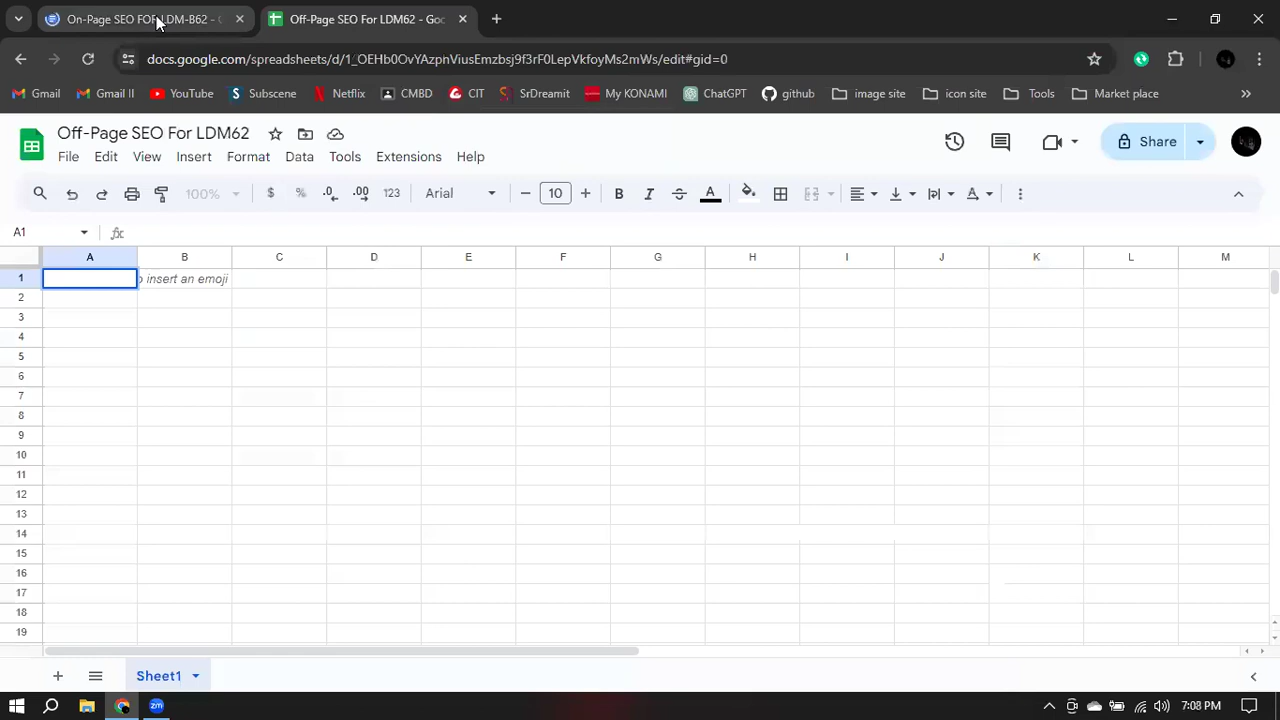 On-Page SEO FOR LDM-B62 - G
Off-Page SEO For LDM62 - Goo
docs.google.com/spreadsheets/d/1_OEHb0OvYAzphViusEmzbsj9f3rF0LepVkfoyMs2mWs/edit#gid=0
Gmail Gmail II YouTube Subscene Netflix CMBD CIT SrDreamit My KONAMI ChatGPT github image site icon site Tools Market place
Off-Page SEO For LDM62
File Edit View Insert Format Data Tools Extensions Help
Share
100% $ % .0 .00 123 Arial 10 B I S A
A1 fx
A B C D E F G H I J K L M
1 o insert an emoji
2
3
4
5
6
7
8
9
10
11
12
13
14
15
16
17
18
19
Sheet1
zm 7:08 PM